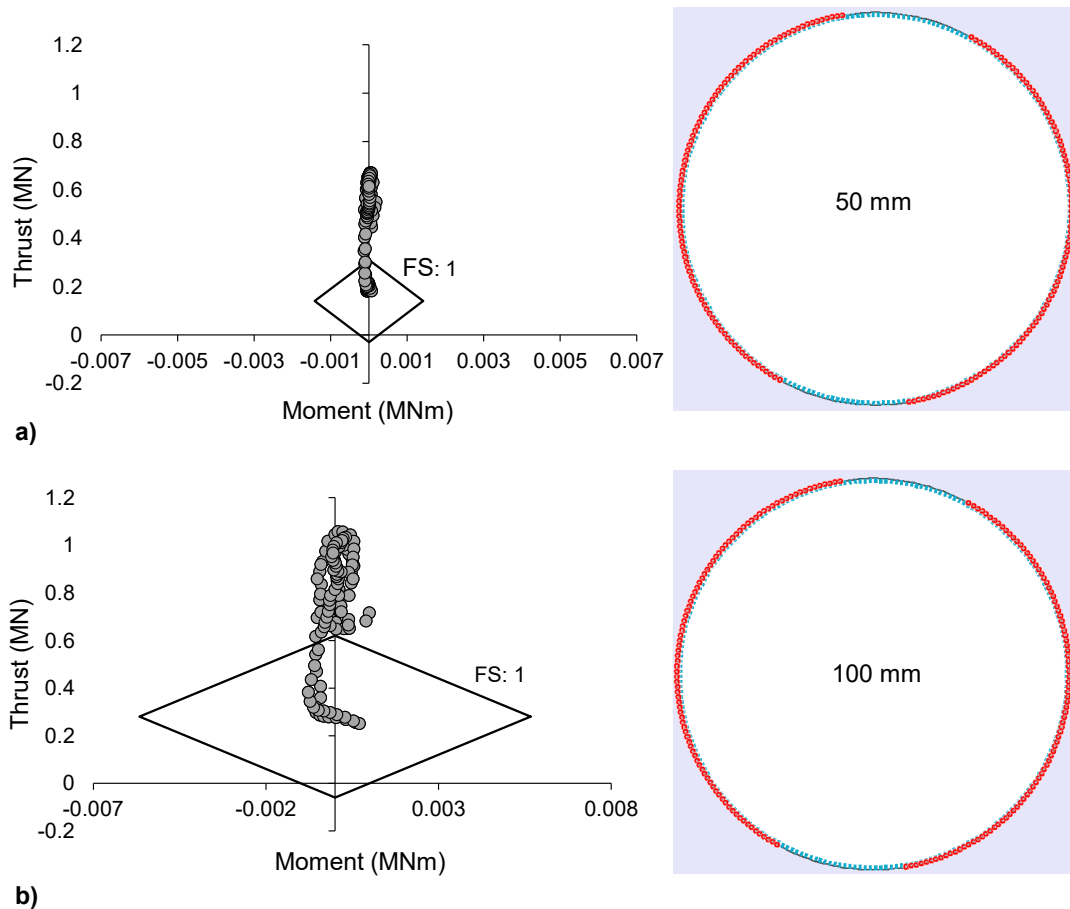 1.2
1
0.8
0.6
0.4
0.2
0
-0.2
Thrust (MN)
FS: 1
-0.007 -0.005 -0.003 -0.001 0.001 0.003 0.005 0.007
Moment (MNm)
50 mm
a)
1.2
1
0.8
0.6
0.4
0.2
0
-0.2
Thrust (MN)
FS: 1
-0.007 -0.002 0.003 0.008
Moment (MNm)
100 mm
b)